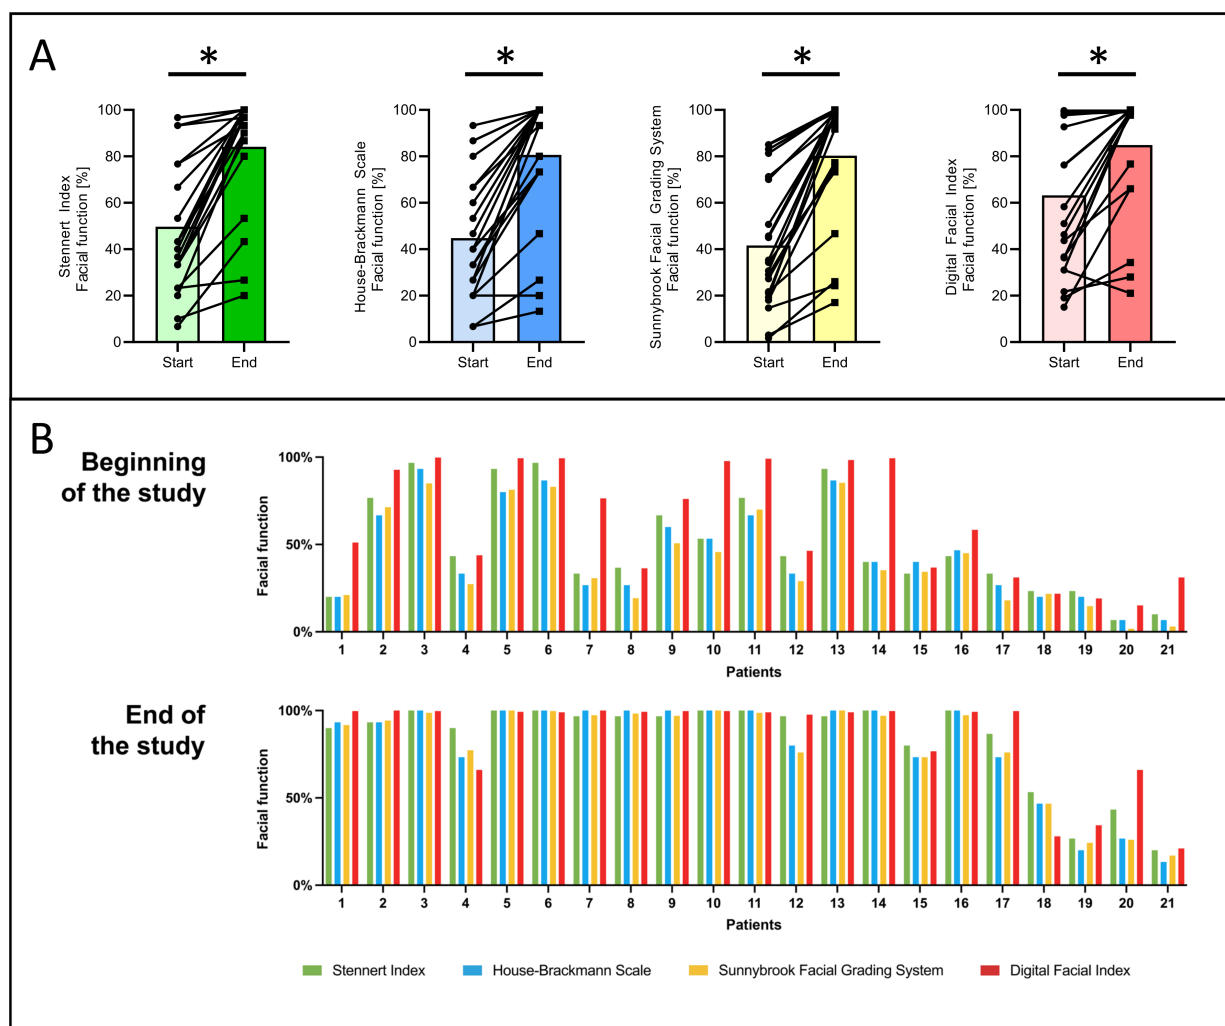 A
* * * *
Stennert Index
Facial function [%]
100
80
60
40
20
0
Start End
House-Brackmann Scale
Facial function [%]
100
80
60
40
20
0
Start End
Sunnybrook Facial Grading System
Facial function [%]
100
80
60
40
20
0
Start End
Digital Facial Index
Facial function [%]
100
80
60
40
20
0
Start End
B
Beginning
of the study
Facial function
100%
50%
0%
1 2 3 4 5 6 7 8 9 10 11 12 13 14 15 16 17 18 19 20 21
Patients
End of
the study
Facial function
100%
50%
0%
1 2 3 4 5 6 7 8 9 10 11 12 13 14 15 16 17 18 19 20 21
Patients
Stennert Index House-Brackmann Scale Sunnybrook Facial Grading System Digital Facial Index